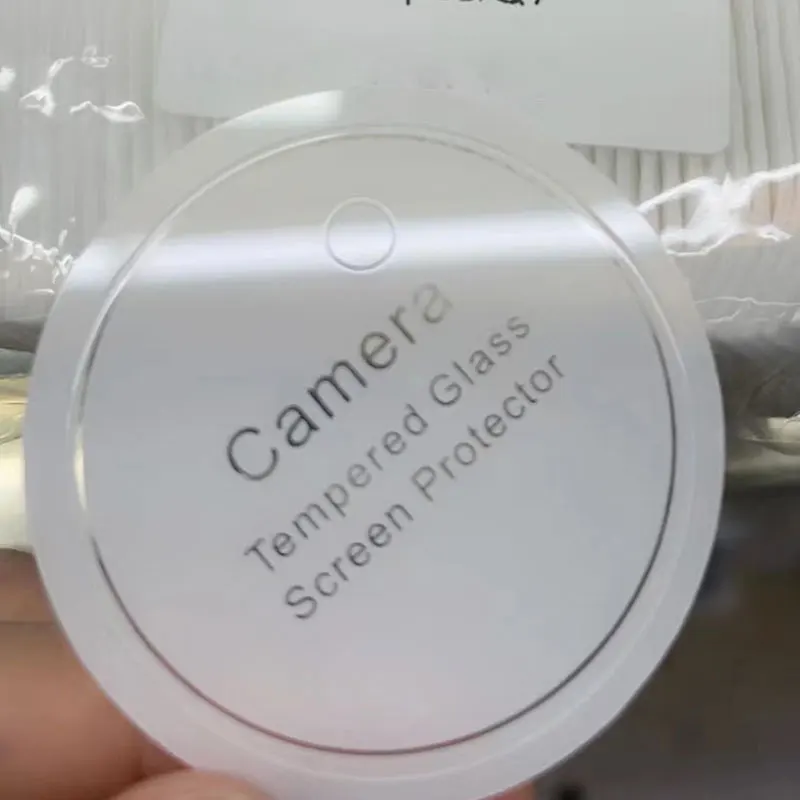 Camera
Tempered Glass
Screen Protector